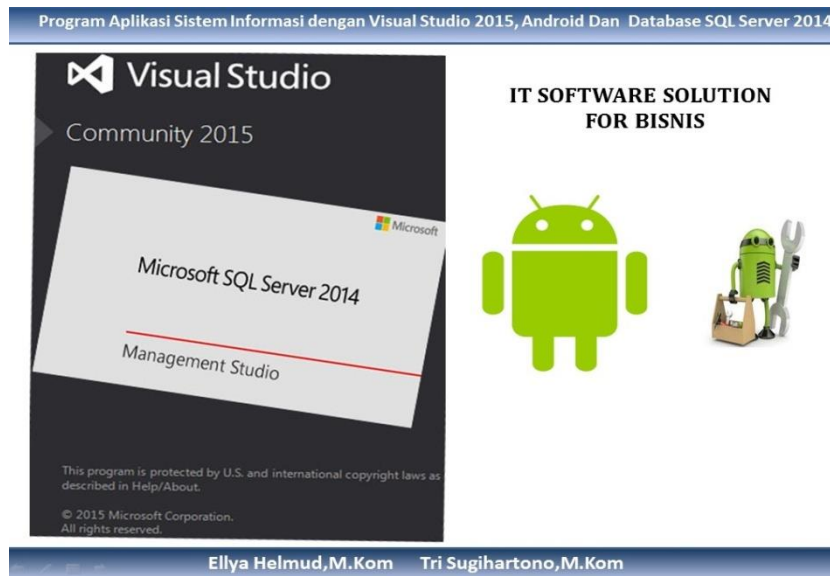 Program Aplikasi Sistem Informasi dengan Visual Studio 2015, Android Dan Database SQL Server 2014
Visual Studio
Community 2015
Microsoft
Microsoft SQL Server 2014
Management Studio
This program is protected by U.S. and international copyright laws as
described in Help/About.
© 2015 Microsoft Corporation.
All rights reserved.
IT SOFTWARE SOLUTION
FOR BISNIS
Ellya Helmud,M.Kom Tri Sugihartono,M.Kom